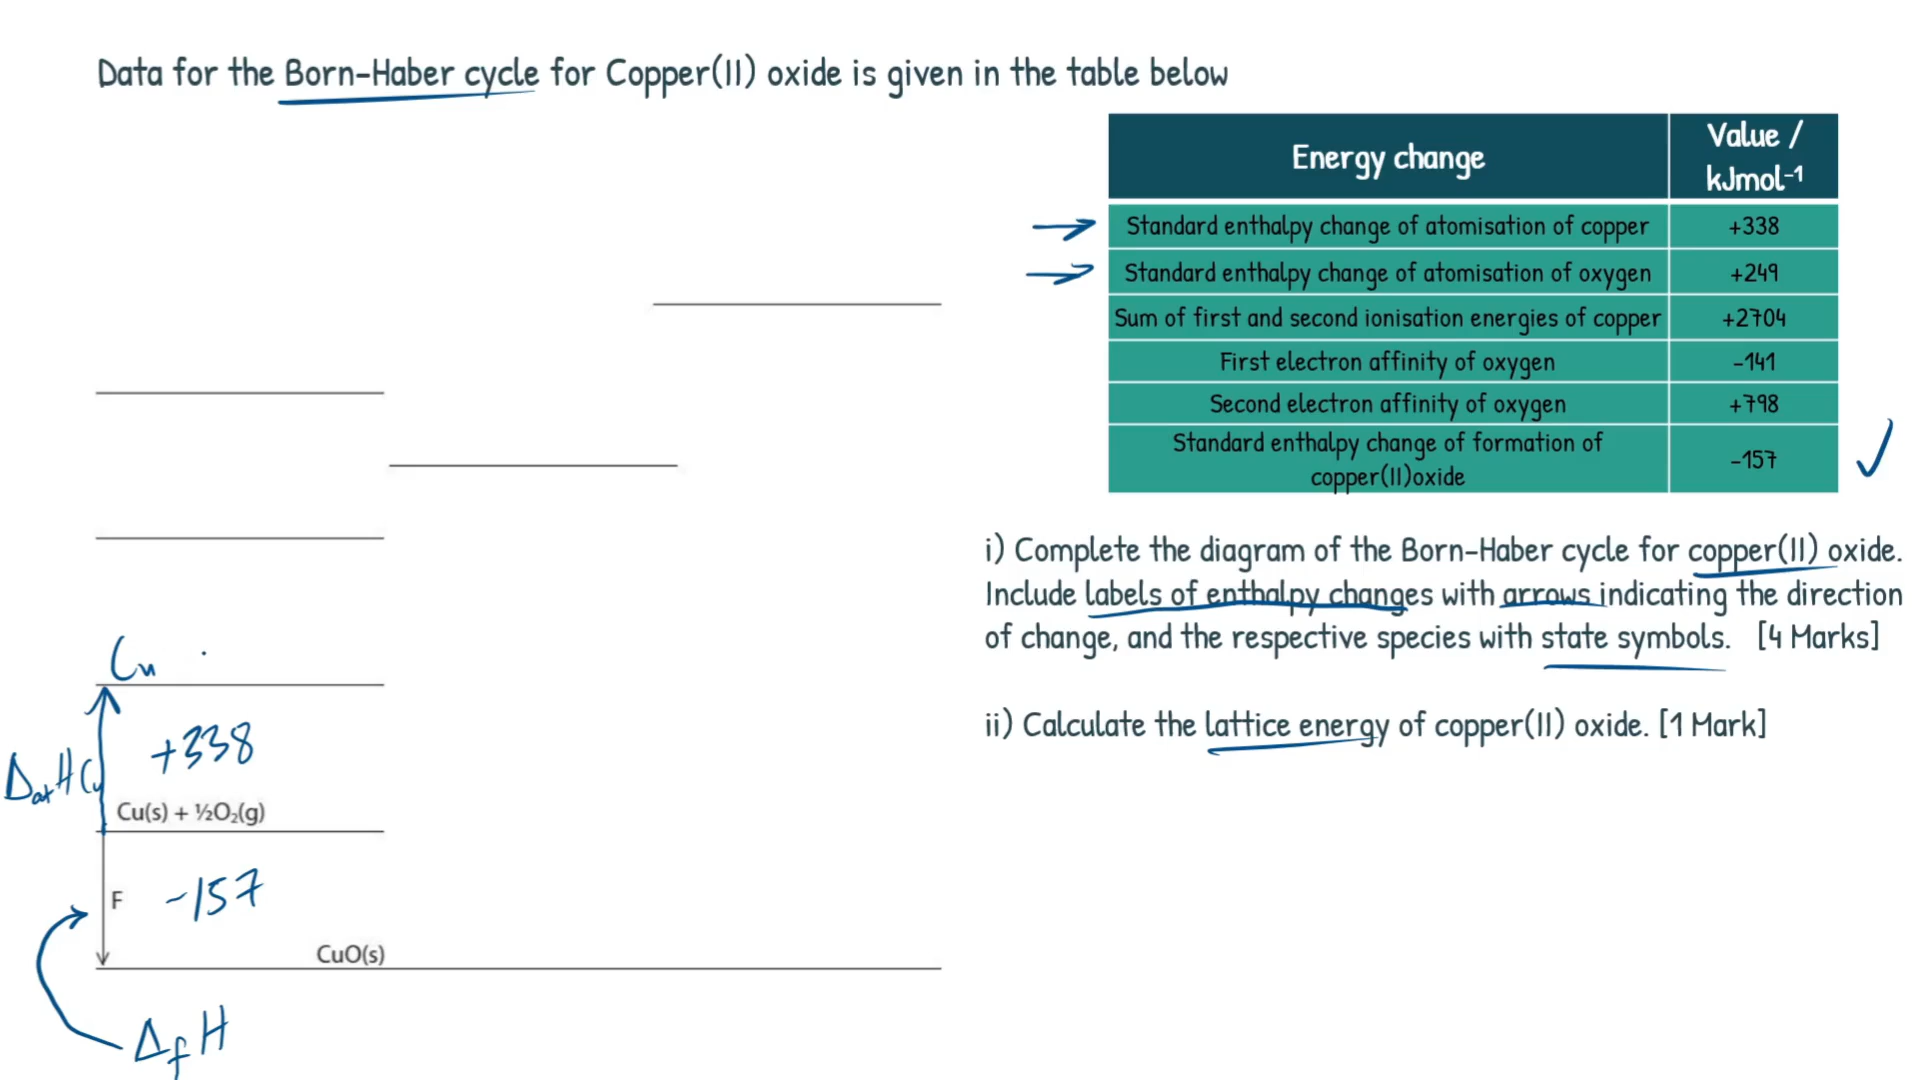 Data for the Born-Haber cycle for Copper(II) oxide is given in the table below
Energy change
Value / kJmol⁻¹
Standard enthalpy change of atomisation of copper +338
Standard enthalpy change of atomisation of oxygen +249
Sum of first and second ionisation energies of copper +2704
First electron affinity of oxygen -141
Second electron affinity of oxygen +798
Standard enthalpy change of formation of
copper(II)oxide -157
i) Complete the diagram of the Born-Haber cycle for copper(II) oxide.
Include labels of enthalpy changes with arrows indicating the direction
of change, and the respective species with state symbols. [4 Marks]
ii) Calculate the lattice energy of copper(II) oxide. [1 Mark]
Cu
+338
ΔatH Cu
Cu(s) + ½O₂(g)
F -157
CuO(s)
ΔfH